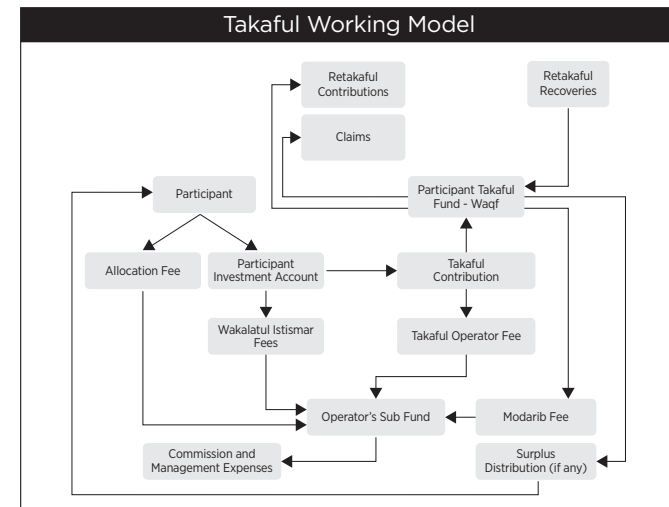 Takaful Working Model
Retakaful
Contributions
Retakaful
Recoveries
Claims
Participant
Participant Takaful
Fund - Waqf
Allocation Fee
Participant
Investment Account
Takaful
Contribution
Wakalatul Istismar
Fees
Takaful Operator Fee
Operator's Sub Fund
Modarib Fee
Commission and
Management Expenses
Surplus
Distribution (if any)